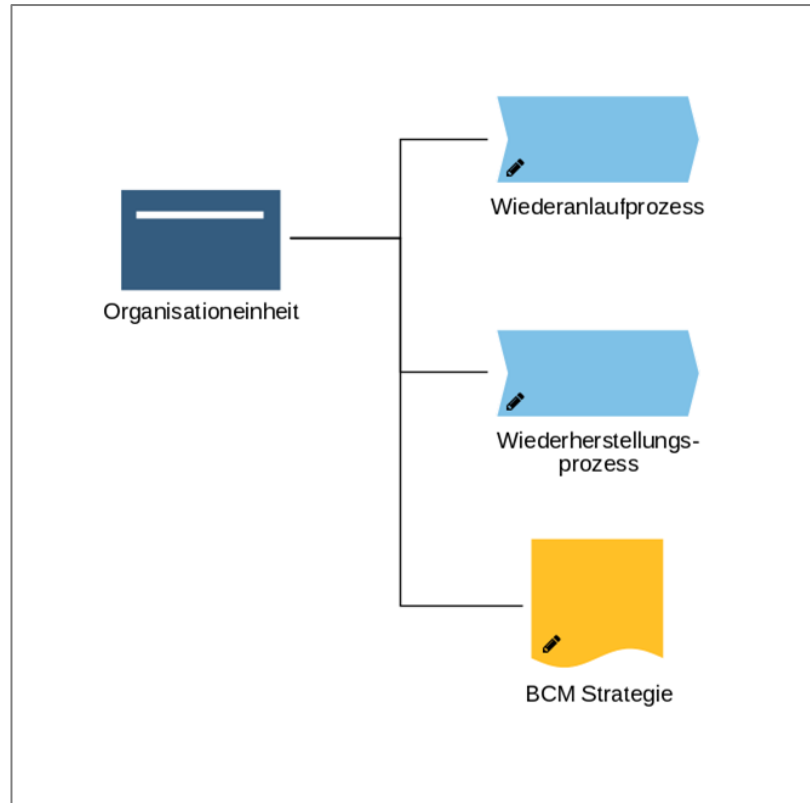 Wiederanlaufprozess
Organisationeinheit
Wiederherstellungs-
prozess
BCM Strategie